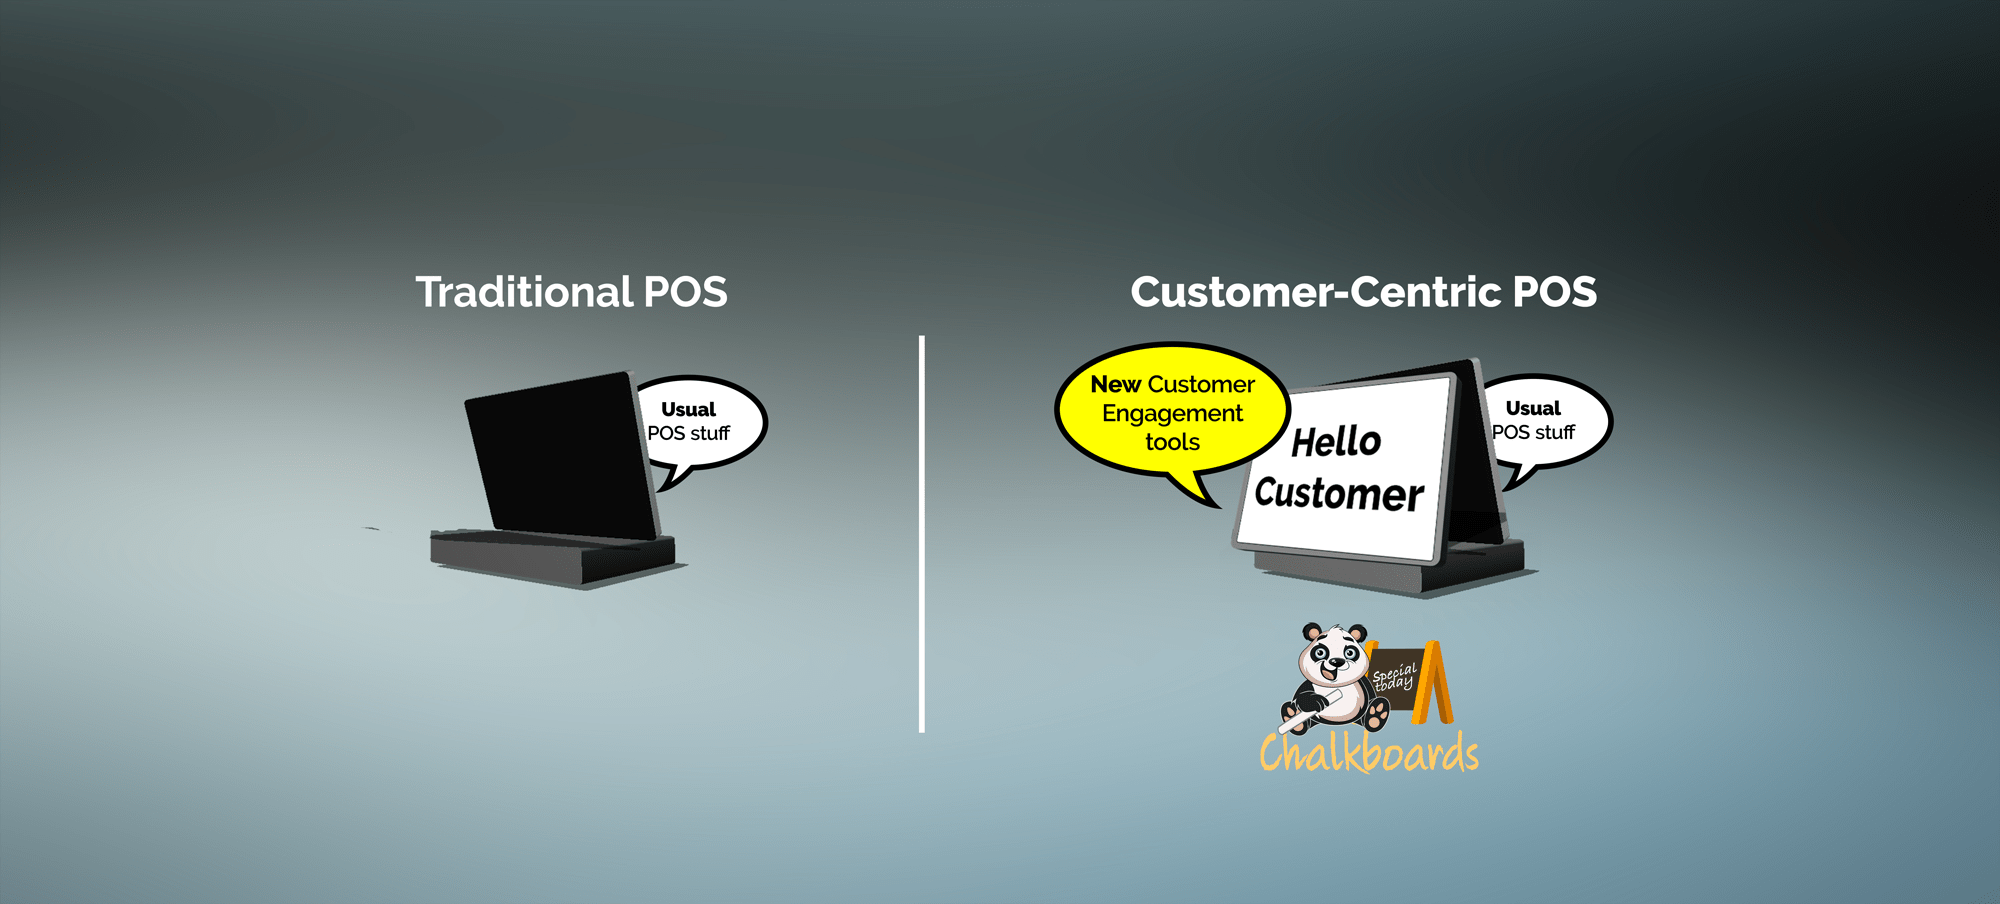 Traditional POS
Usual
POS stuff
Customer-Centric POS
New Customer
Engagement
tools
Hello
Customer
Usual
POS stuff
Special
today
Chalkboards